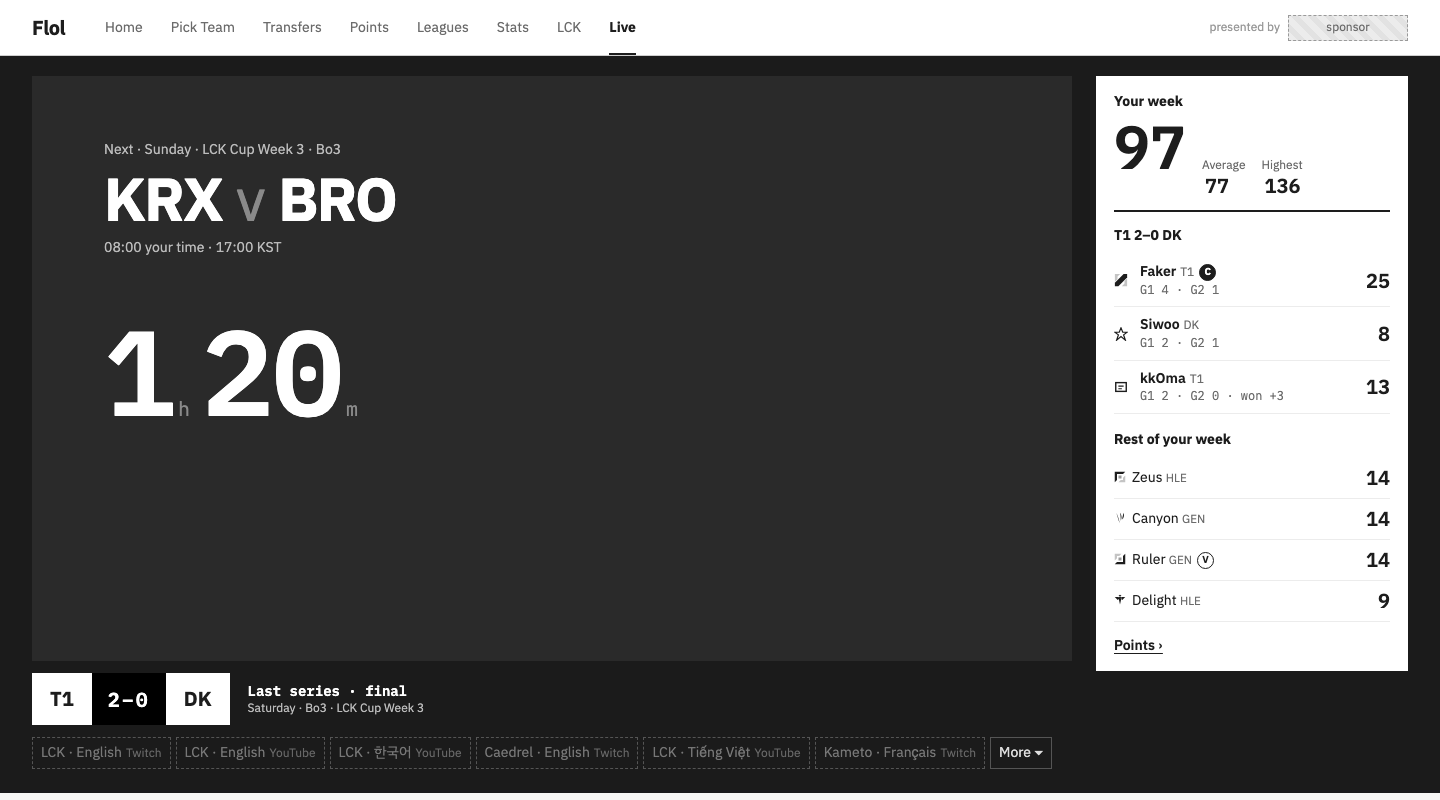 Flol
Home
Pick Team
Transfers
Points
Leagues
Stats
LCK
Live
presented by
sponsor
Next · Sunday · LCK Cup Week 3 · Bo3
KRX v BRO
08:00 your time · 17:00 KST
1h 20m
T1 2–0 DK
Last series · final
Saturday · Bo3 · LCK Cup Week 3
LCK · English Twitch
LCK · English YouTube
LCK · 한국어 YouTube
Caedrel · English Twitch
LCK · Tiếng Việt YouTube
Kameto · Français Twitch
More
Your week
97
Average
77
Highest
136
T1 2–0 DK
Faker T1 C
G1 4 · G2 1
25
Siwoo DK
G1 2 · G2 1
8
kkOma T1
G1 2 · G2 0 · won +3
13
Rest of your week
Zeus HLE
14
Canyon GEN
14
Ruler GEN V
14
Delight HLE
9
Points ›